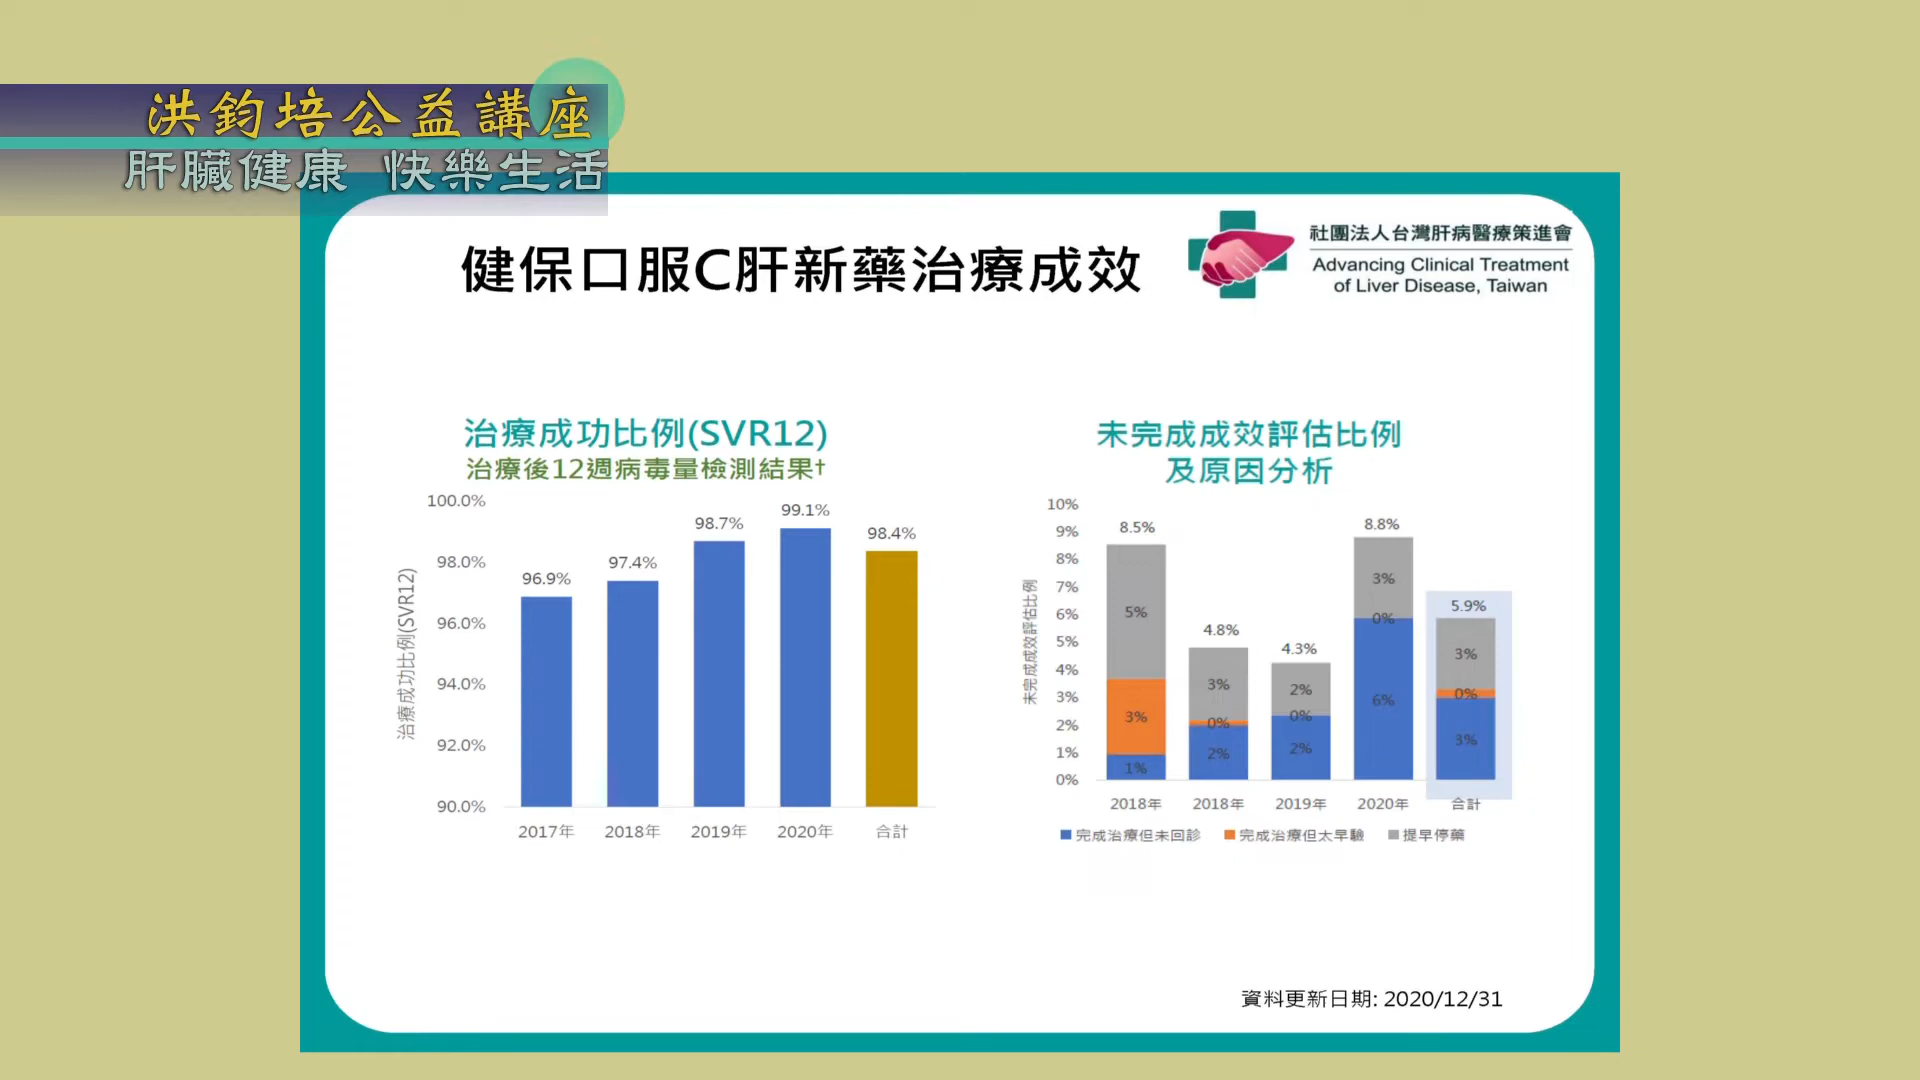 洪鈞培公益講座
肝臟健康 快樂生活
健保口服C肝新藥治療成效
社團法人台灣肝病醫療策進會
Advancing Clinical Treatment
of Liver Disease, Taiwan
治療成功比例(SVR12)
治療後12週病毒量檢測結果†
治療成功比例(SVR12)
100.0%
98.0%
96.0%
94.0%
92.0%
90.0%
96.9%
97.4%
98.7%
99.1%
98.4%
2017年 2018年 2019年 2020年 合計
未完成成效評估比例
及原因分析
未完成成效評估比例
10%
9%
8%
7%
6%
5%
4%
3%
2%
1%
0%
8.5%
5%
3%
1%
4.8%
3%
0%
2%
4.3%
2%
0%
2%
8.8%
3%
0%
6%
5.9%
3%
0%
3%
2018年 2018年 2019年 2020年 合計
完成治療但未回診 完成治療但太早驗 提早停藥
資料更新日期: 2020/12/31